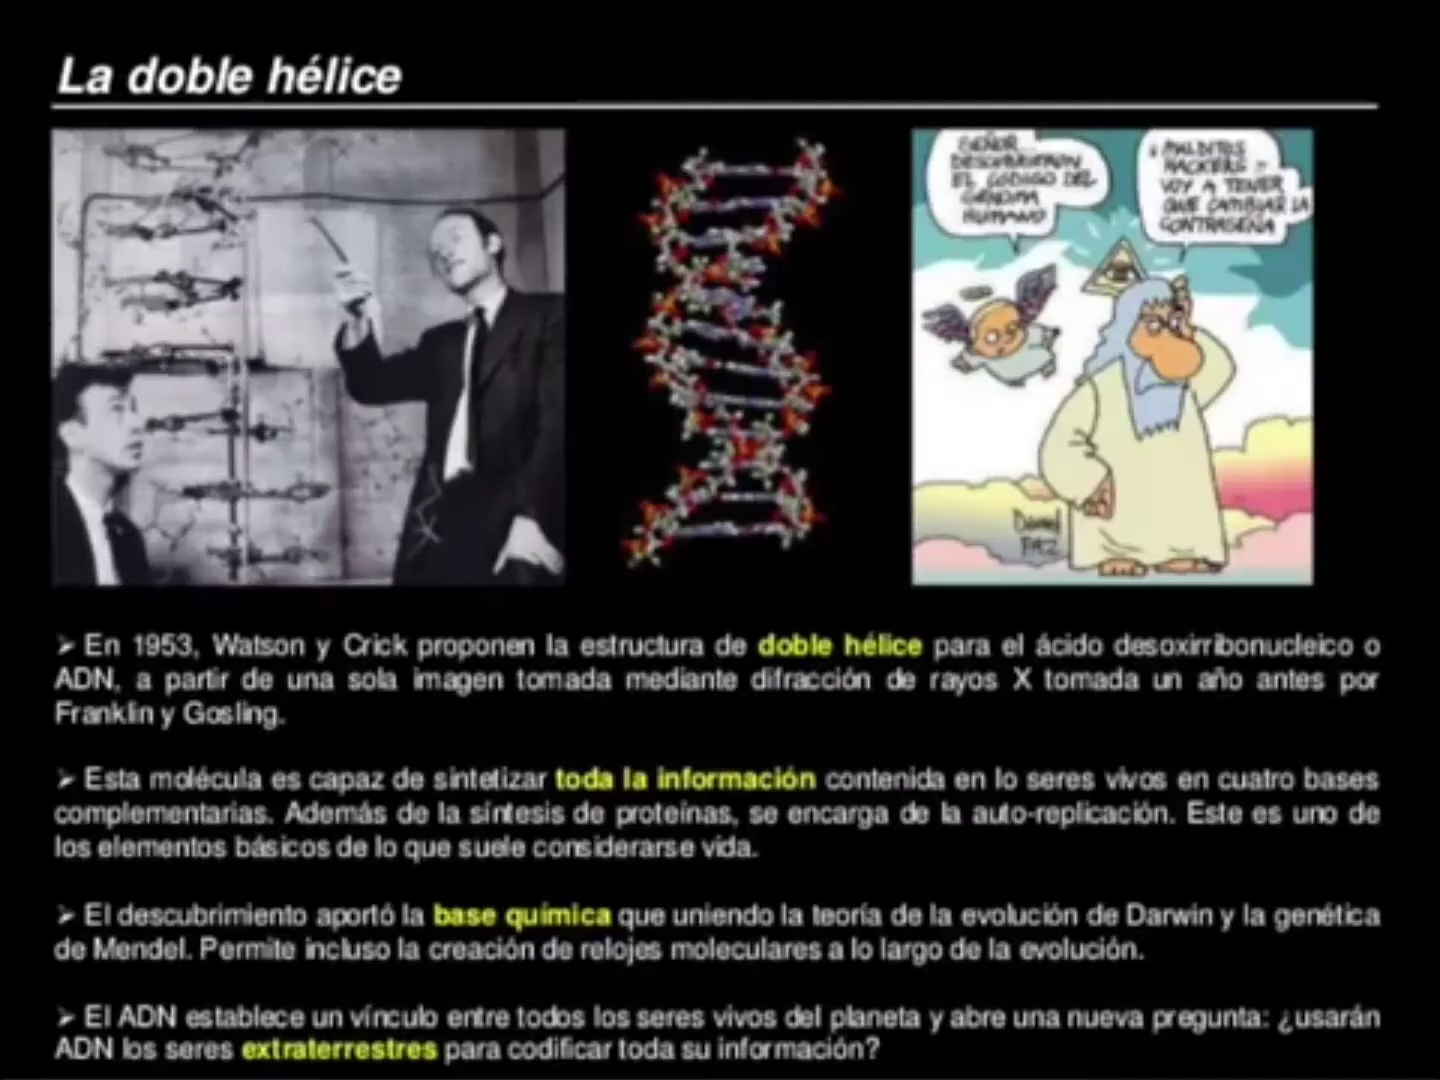 La doble hélice
SEÑOR...
DESCUBRIERON
EL CÓDIGO DEL
GENOMA
HUMANO
¡MALDITOS
HACKERS!
VOY A TENER
QUE CAMBIAR LA
CONTRASEÑA
Daniel
PAZ
➢ En 1953, Watson y Crick proponen la estructura de doble hélice para el ácido desoxirribonucleico o
ADN, a partir de una sola imagen tomada mediante difracción de rayos X tomada un año antes por
Franklin y Gosling.
➢ Esta molécula es capaz de sintetizar toda la información contenida en lo seres vivos en cuatro bases
complementarias. Además de la síntesis de proteínas, se encarga de la auto-replicación. Este es uno de
los elementos básicos de lo que suele considerarse vida.
➢ El descubrimiento aportó la base química que uniendo la teoría de la evolución de Darwin y la genética
de Mendel. Permite incluso la creación de relojes moleculares a lo largo de la evolución.
➢ El ADN establece un vínculo entre todos los seres vivos del planeta y abre una nueva pregunta: ¿usarán
ADN los seres extraterrestres para codificar toda su información?